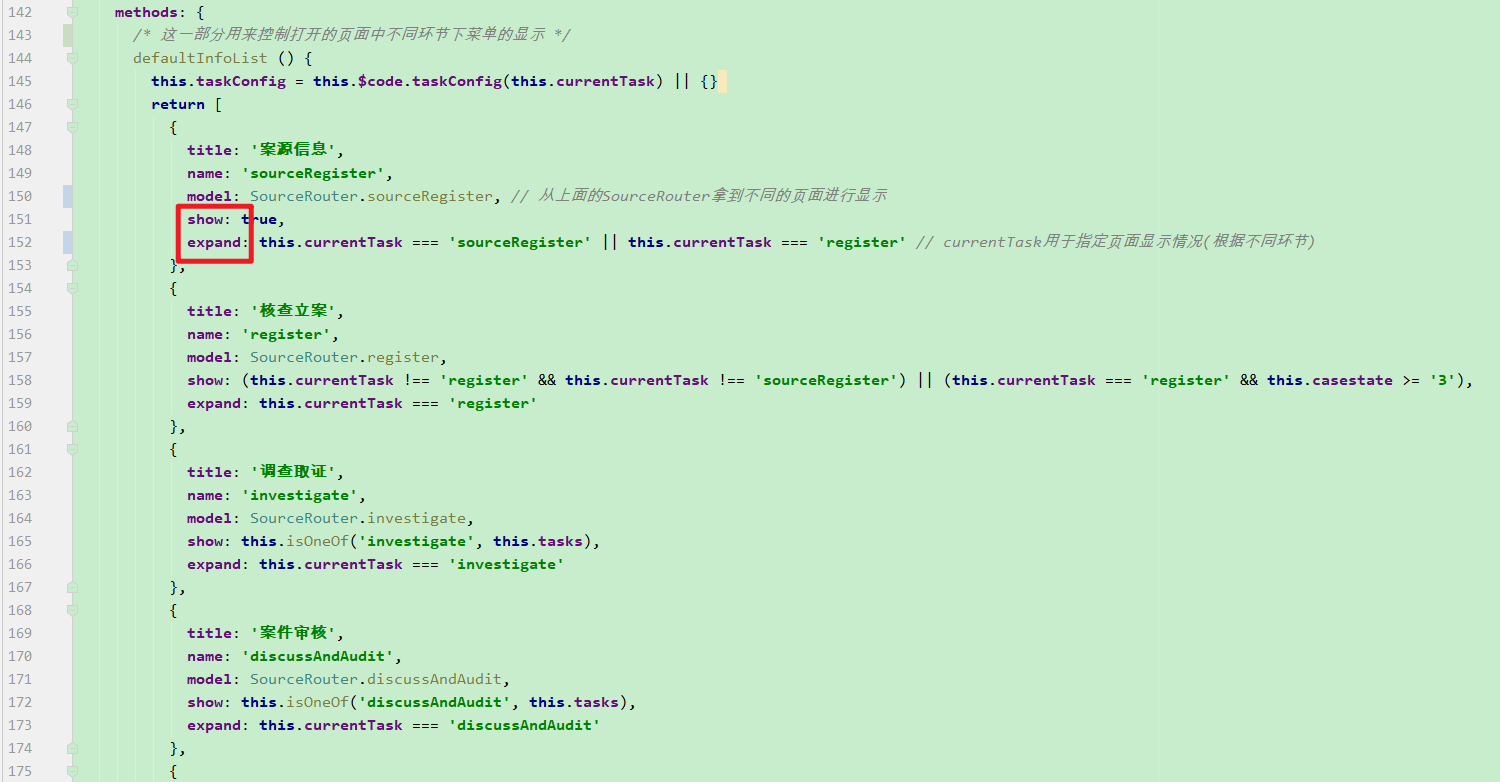 142 methods: {
143 /* 这一部分用来控制打开的页面中不同环节下菜单的显示 */
144 defaultInfoList () {
145 this.taskConfig = this.$code.taskConfig(this.currentTask) || {}
146 return [
147 {
148 title: '案源信息',
149 name: 'sourceRegister',
150 model: SourceRouter.sourceRegister, // 从上面的SourceRouter拿到不同的页面进行显示
151 show: true,
152 expand: this.currentTask === 'sourceRegister' || this.currentTask === 'register' // currentTask用于指定页面显示情况(根据不同环节)
153 },
154 {
155 title: '核查立案',
156 name: 'register',
157 model: SourceRouter.register,
158 show: (this.currentTask !== 'register' && this.currentTask !== 'sourceRegister') || (this.currentTask === 'register' && this.casestate >= '3'),
159 expand: this.currentTask === 'register'
160 },
161 {
162 title: '调查取证',
163 name: 'investigate',
164 model: SourceRouter.investigate,
165 show: this.isOneOf('investigate', this.tasks),
166 expand: this.currentTask === 'investigate'
167 },
168 {
169 title: '案件审核',
170 name: 'discussAndAudit',
171 model: SourceRouter.discussAndAudit,
172 show: this.isOneOf('discussAndAudit', this.tasks),
173 expand: this.currentTask === 'discussAndAudit'
174 },
175 {